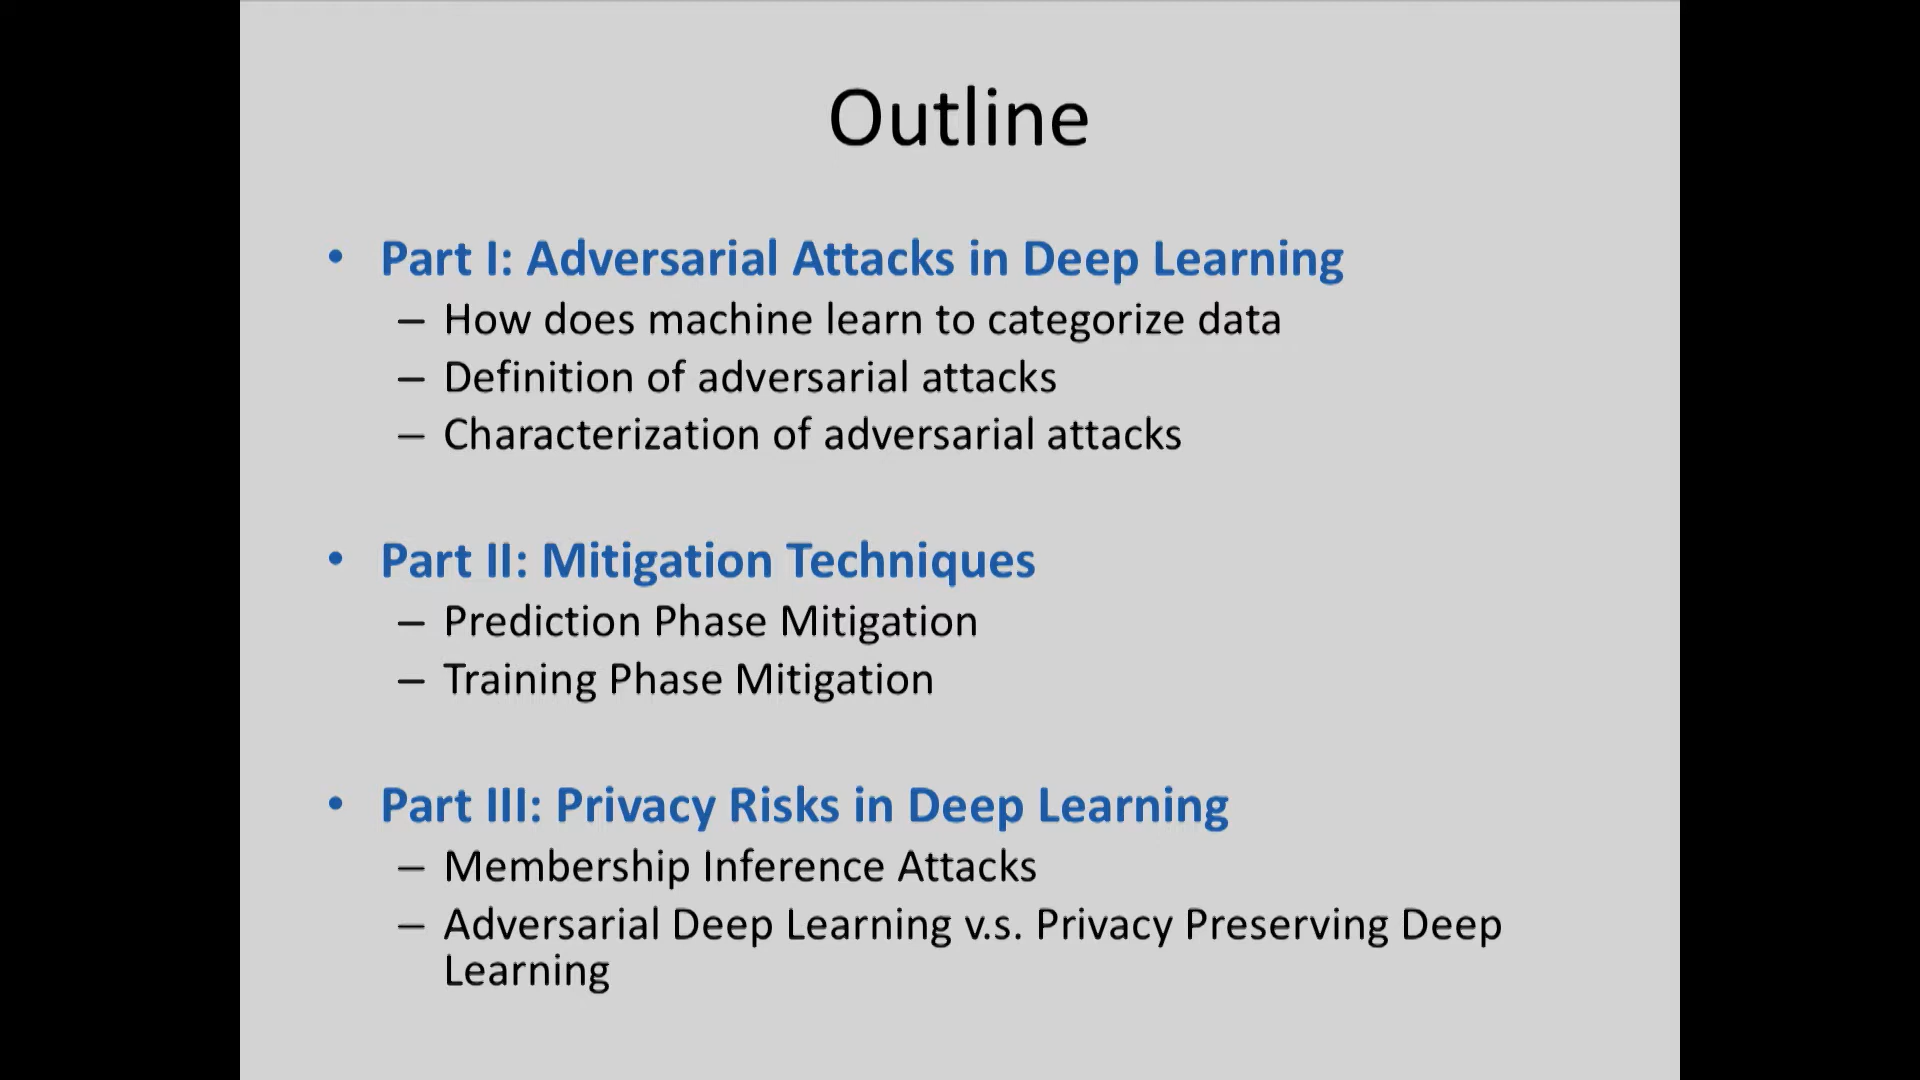 Outline
• Part I: Adversarial Attacks in Deep Learning
– How does machine learn to categorize data
– Definition of adversarial attacks
– Characterization of adversarial attacks
• Part II: Mitigation Techniques
– Prediction Phase Mitigation
– Training Phase Mitigation
• Part III: Privacy Risks in Deep Learning
– Membership Inference Attacks
– Adversarial Deep Learning v.s. Privacy Preserving Deep
Learning